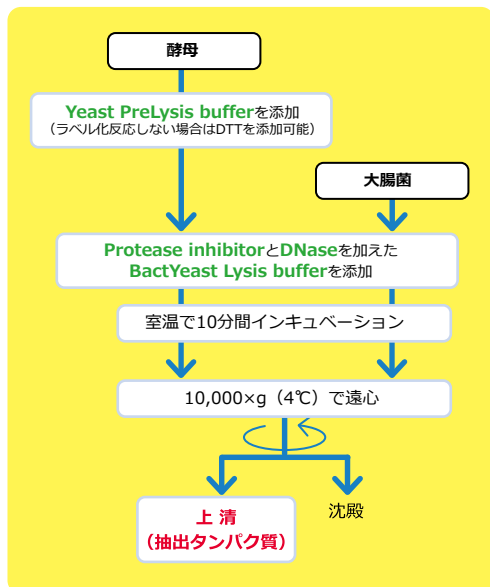 酵母
Yeast PreLysis bufferを添加
（ラベル化反応しない場合はDTTを添加可能）
大腸菌
Protease inhibitorとDNaseを加えた
BactYeast Lysis bufferを添加
室温で10分間インキュベーション
10,000×g（4℃）で遠心
上 清
（抽出タンパク質）
沈殿